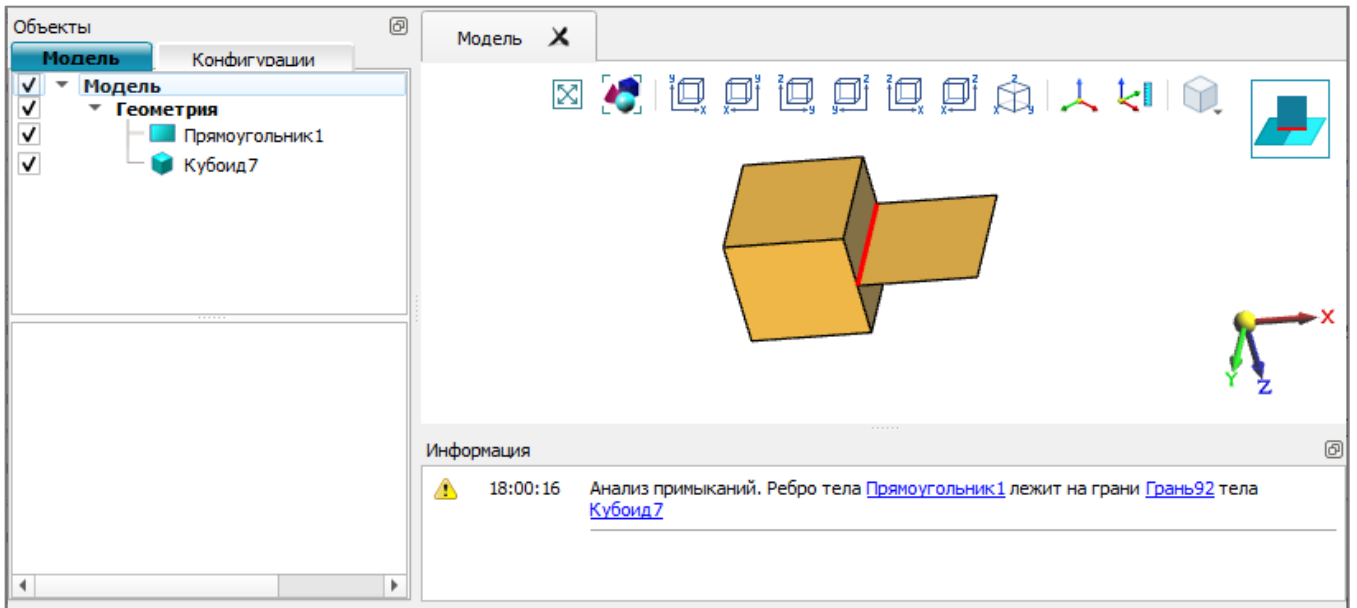 Объекты
Модель
Конфигурации
Модель
Геометрия
Прямоугольник1
Кубоид7
Модель
y x
y x
z y
z y
z x
z x
z x y
X
Y
Z
Информация
18:00:16 Анализ примыканий. Ребро тела Прямоугольник1 лежит на грани Грань92 тела
Кубоид7